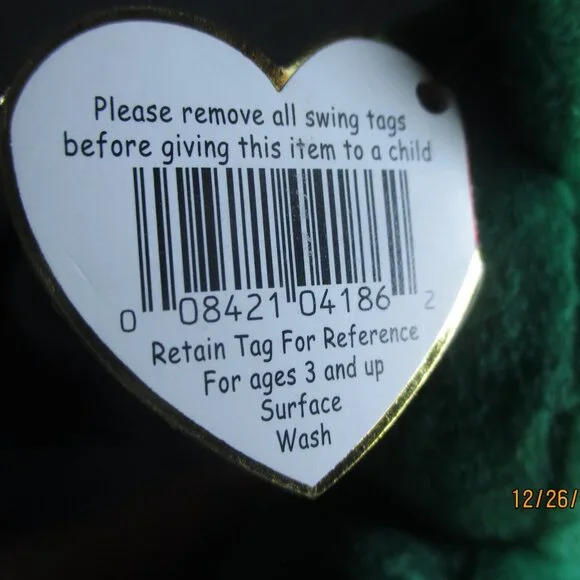 Please remove all swing tags
before giving this item to a child
0 08421 04186 2
Retain Tag For Reference
For ages 3 and up
Surface
Wash
12/26/